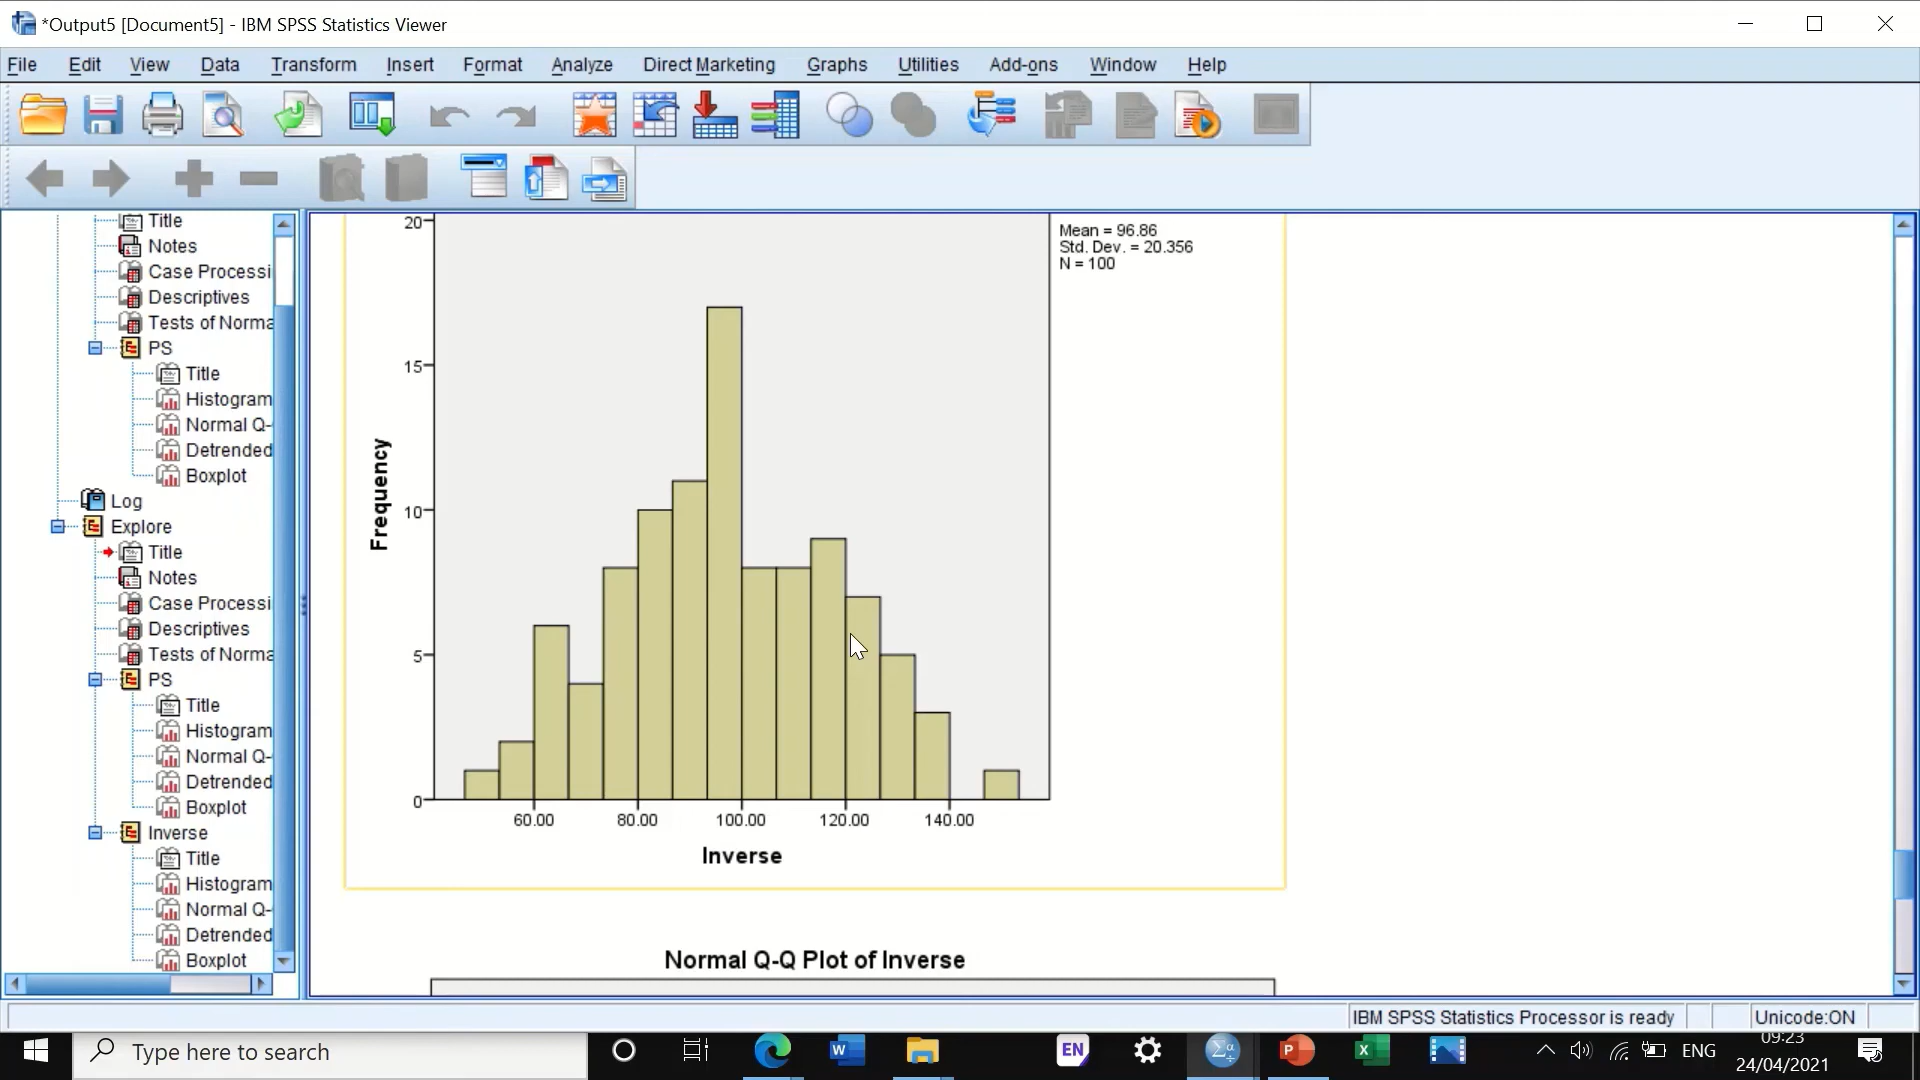 *Output5 [Document5] - IBM SPSS Statistics Viewer
File Edit View Data Transform Insert Format Analyze Direct Marketing Graphs Utilities Add-ons Window Help
Title
Notes
Case Processi
Descriptives
Tests of Norma
PS
Title
Histogram
Normal Q-
Detrended
Boxplot
Log
Explore
Title
Notes
Case Processi
Descriptives
Tests of Norma
PS
Title
Histogram
Normal Q-
Detrended
Boxplot
Inverse
Title
Histogram
Normal Q-
Detrended
Boxplot
Mean = 96.86
Std. Dev. = 20.356
N = 100
20
15
10
5
0
Frequency
60.00 80.00 100.00 120.00 140.00
Inverse
Normal Q-Q Plot of Inverse
IBM SPSS Statistics Processor is ready Unicode:ON
Type here to search
W
EN
Σα
P
X
ENG
09:23
24/04/2021